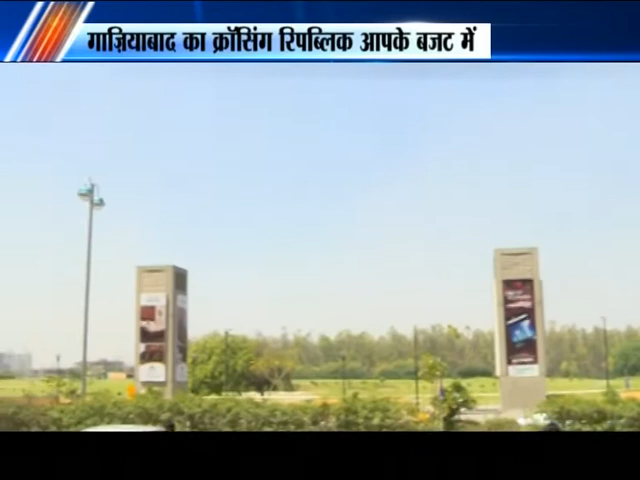 गाज़ियाबाद का क्रॉसिंग रिपब्लिक आपके बजट में